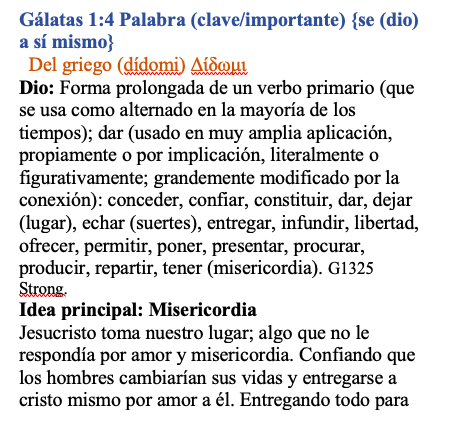 Gálatas 1:4 Palabra (clave/importante) {se (dio)
a sí mismo}
Del griego (dídomi) Δίδωμι
Dio: Forma prolongada de un verbo primario (que
se usa como alternado en la mayoría de los
tiempos); dar (usado en muy amplia aplicación,
propiamente o por implicación, literalmente o
figurativamente; grandemente modificado por la
conexión): conceder, confiar, constituir, dar, dejar
(lugar), echar (suertes), entregar, infundir, libertad,
ofrecer, permitir, poner, presentar, procurar,
producir, repartir, tener (misericordia). G1325
Strong.
Idea principal: Misericordia
Jesucristo toma nuestro lugar; algo que no le
respondía por amor y misericordia. Confiando que
los hombres cambiarían sus vidas y entregarse a
cristo mismo por amor a él. Entregando todo para